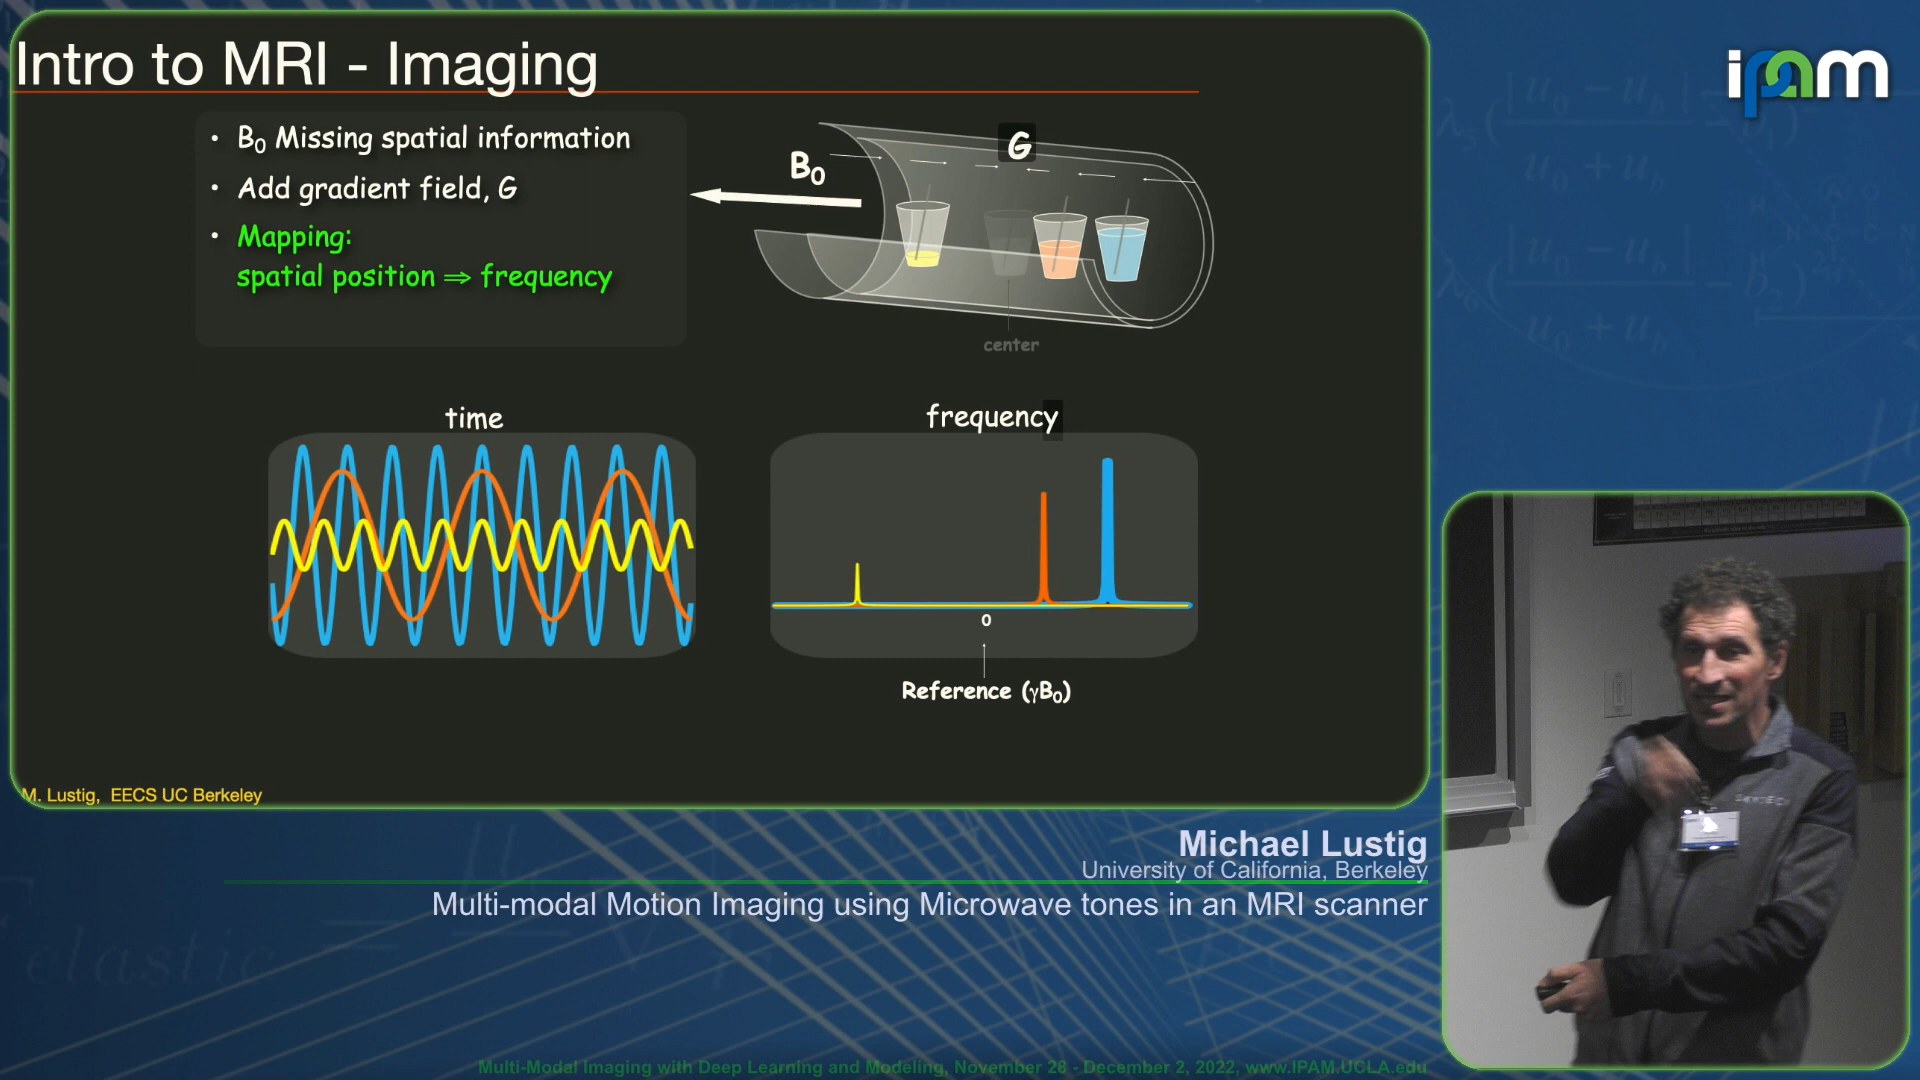 Intro to MRI - Imaging
ipam
• B₀ Missing spatial information
• Add gradient field, G
• Mapping:
spatial position ⇒ frequency
B₀
G
center
time
frequency
0
Reference (γB₀)
M. Lustig, EECS UC Berkeley
Michael Lustig
University of California, Berkeley
Multi-modal Motion Imaging using Microwave tones in an MRI scanner
elastic
Multi-Modal Imaging with Deep Learning and Modeling, November 28 - December 2, 2022, www.IPAM.UCLA.edu